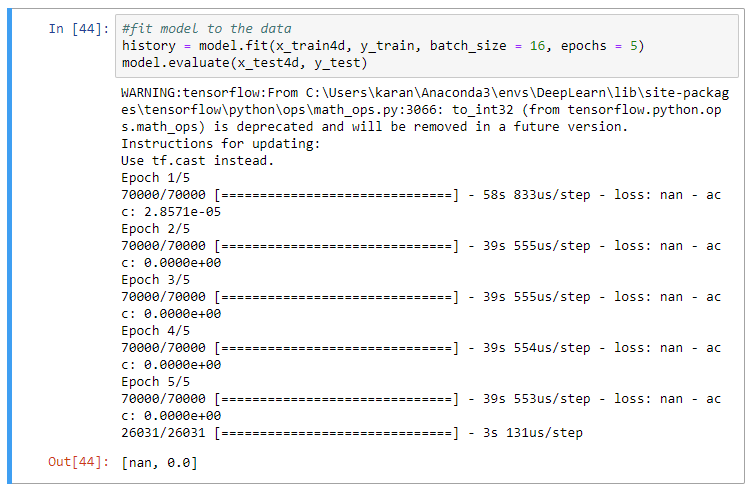 In [44]: #fit model to the data
history = model.fit(x_train4d, y_train, batch_size = 16, epochs = 5)
model.evaluate(x_test4d, y_test)
WARNING:tensorflow:From C:\Users\karan\Anaconda3\envs\DeepLearn\lib\site-packag
es\tensorflow\python\ops\math_ops.py:3066: to_int32 (from tensorflow.python.op
s.math_ops) is deprecated and will be removed in a future version.
Instructions for updating:
Use tf.cast instead.
Epoch 1/5
70000/70000 [==============================] - 58s 833us/step - loss: nan - ac
c: 2.8571e-05
Epoch 2/5
70000/70000 [==============================] - 39s 555us/step - loss: nan - ac
c: 0.0000e+00
Epoch 3/5
70000/70000 [==============================] - 39s 555us/step - loss: nan - ac
c: 0.0000e+00
Epoch 4/5
70000/70000 [==============================] - 39s 554us/step - loss: nan - ac
c: 0.0000e+00
Epoch 5/5
70000/70000 [==============================] - 39s 553us/step - loss: nan - ac
c: 0.0000e+00
26031/26031 [==============================] - 3s 131us/step
Out[44]: [nan, 0.0]